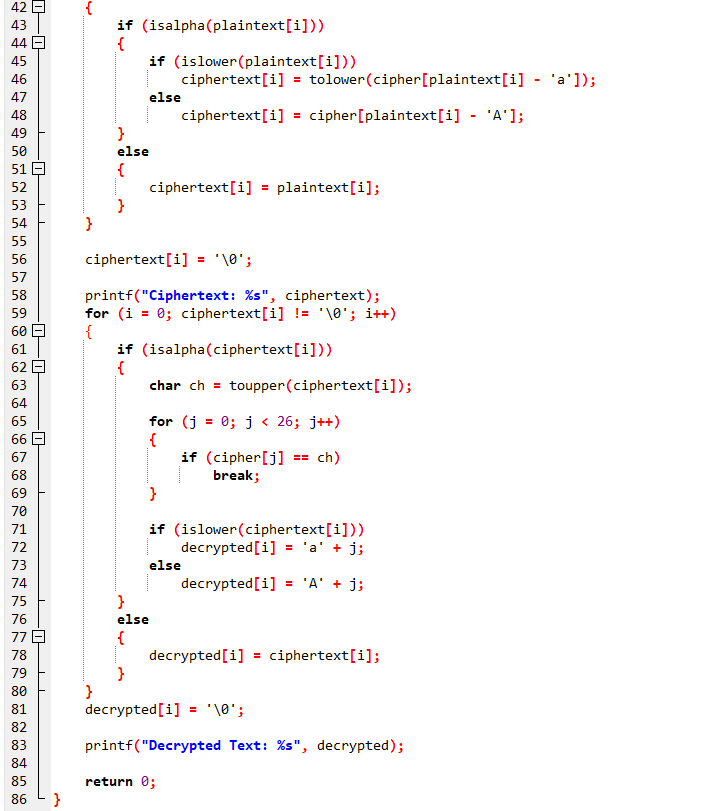 42 {
43 if (isalpha(plaintext[i]))
44 {
45 if (islower(plaintext[i]))
46 ciphertext[i] = tolower(cipher[plaintext[i] - 'a']);
47 else
48 ciphertext[i] = cipher[plaintext[i] - 'A'];
49 }
50 else
51 {
52 ciphertext[i] = plaintext[i];
53 }
54 }
55
56 ciphertext[i] = '\0';
57
58 printf("Ciphertext: %s", ciphertext);
59 for (i = 0; ciphertext[i] != '\0'; i++)
60 {
61 if (isalpha(ciphertext[i]))
62 {
63 char ch = toupper(ciphertext[i]);
64
65 for (j = 0; j < 26; j++)
66 {
67 if (cipher[j] == ch)
68 break;
69 }
70
71 if (islower(ciphertext[i]))
72 decrypted[i] = 'a' + j;
73 else
74 decrypted[i] = 'A' + j;
75 }
76 else
77 {
78 decrypted[i] = ciphertext[i];
79 }
80 }
81 decrypted[i] = '\0';
82
83 printf("Decrypted Text: %s", decrypted);
84
85 return 0;
86 }